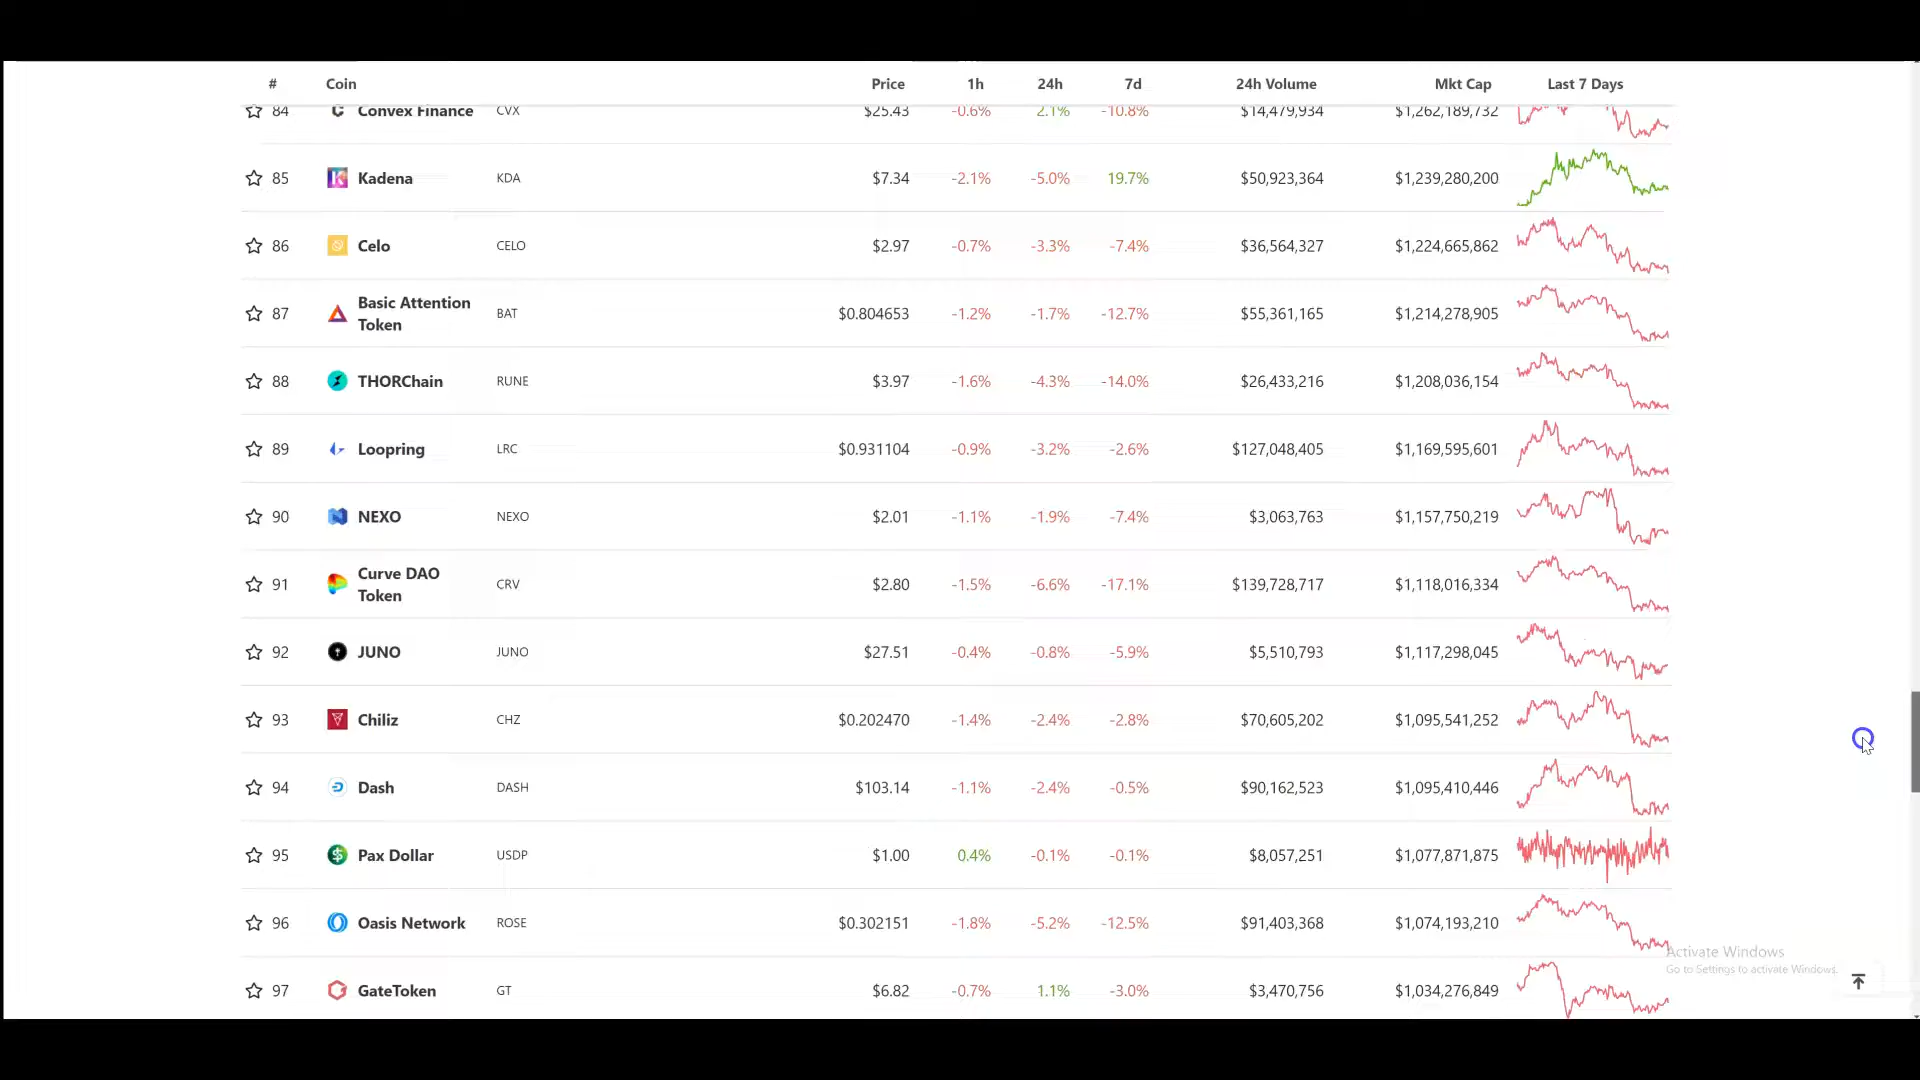 # Coin Price 1h 24h 7d 24h Volume Mkt Cap Last 7 Days
84 Convex Finance CVX $25.43 -0.6% 2.1% -10.8% $14,479,934 $1,262,189,732
85 Kadena KDA $7.34 -2.1% -5.0% 19.7% $50,923,364 $1,239,280,200
86 Celo CELO $2.97 -0.7% -3.3% -7.4% $36,564,327 $1,224,665,862
Basic Attention
87 BAT $0.804653 -1.2% -1.7% -12.7% $55,361,165 $1,214,278,905
Token
88 THORChain RUNE $3.97 -1.6% -4.3% -14.0% $26,433,216 $1,208,036,154
89 Loopring LRC $0.931104 -0.9% -3.2% -2.6% $127,048,405 $1,169,595,601
90 NEXO NEXO $2.01 -1.1% -1.9% -7.4% $3,063,763 $1,157,750,219
Curve DAO
91 CRV $2.80 -1.5% -6.6% -17.1% $139,728,717 $1,118,016,334
Token
92 JUNO JUNO $27.51 -0.4% -0.8% -5.9% $5,510,793 $1,117,298,045
93 Chiliz CHZ $0.202470 -1.4% -2.4% -2.8% $70,605,202 $1,095,541,252
94 Dash DASH $103.14 -1.1% -2.4% -0.5% $90,162,523 $1,095,410,446
95 Pax Dollar USDP $1.00 0.4% -0.1% -0.1% $8,057,251 $1,077,871,875
96 Oasis Network ROSE $0.302151 -1.8% -5.2% -12.5% $91,403,368 $1,074,193,210
Activate Windows
Go to Settings to activate Windows.
97 GateToken GT $6.82 -0.7% 1.1% -3.0% $3,470,756 $1,034,276,849